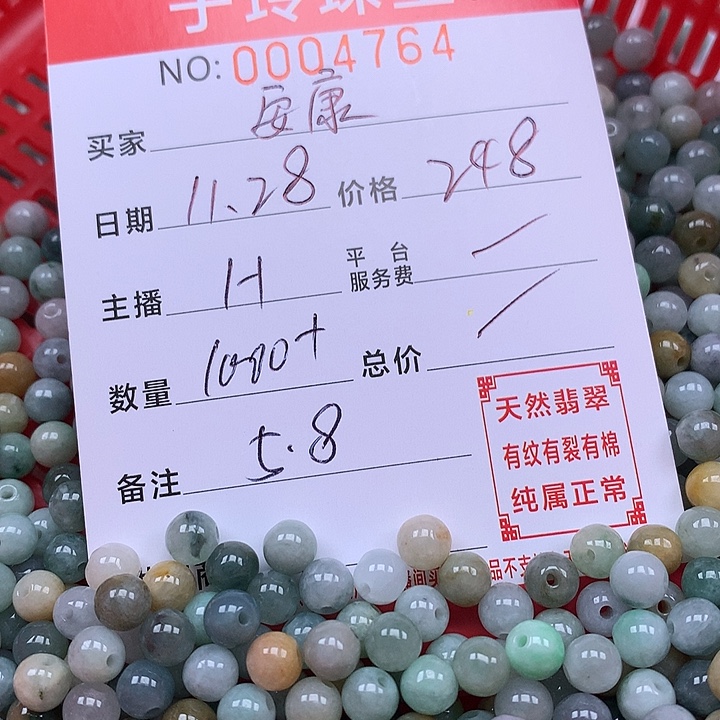 NO: 0004764
买家 安康
日期 11.28 价格 248
主播 H 平台服务费 /
数量 1000+ 总价 /
备注 5.8
天然翡翠
有纹有裂有棉
纯属正常